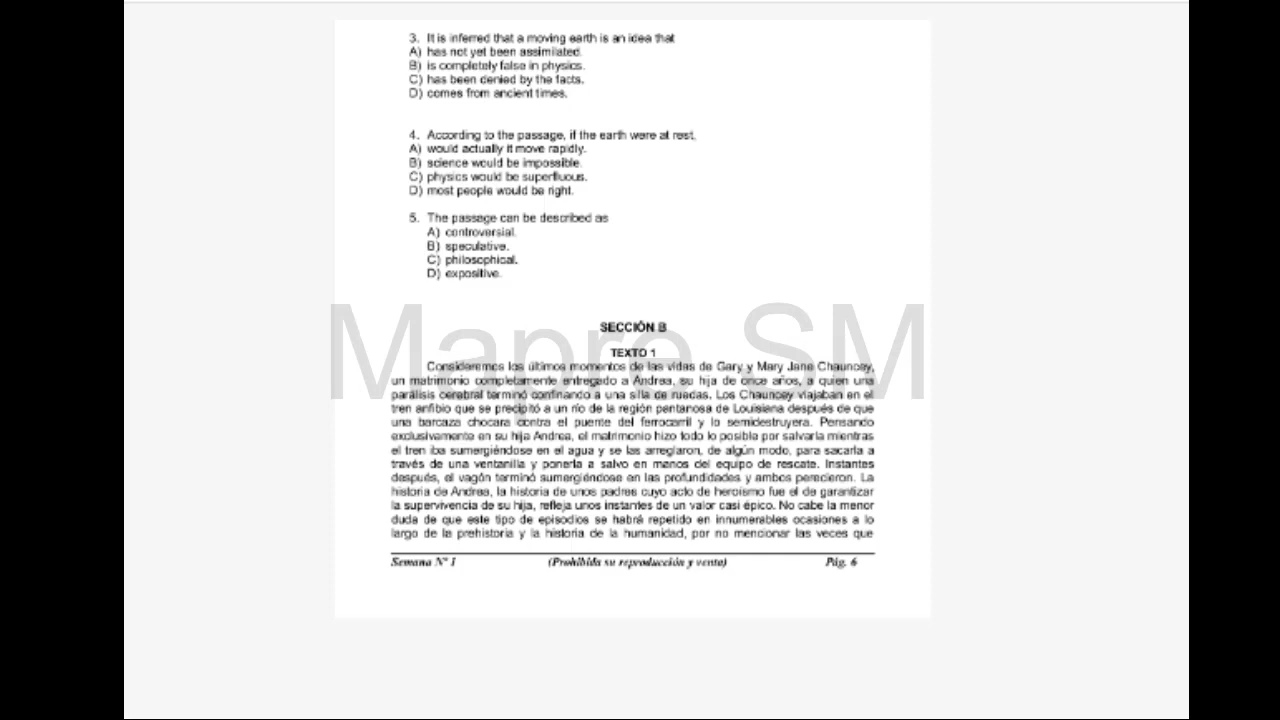 3. It is inferred that a moving earth is an idea that
A) has not yet been assimilated.
B) is completely false in physics.
C) has been denied by the facts.
D) comes from ancient times.
4. According to the passage, if the earth were at rest,
A) would actually it move rapidly.
B) science would be impossible.
C) physics would be superfluous.
D) most people would be right.
5. The passage can be described as
A) controversial.
B) speculative.
C) philosophical.
D) expositive.
Mapre SM
SECCIÓN B
TEXTO 1
Consideremos los últimos momentos de las vidas de Gary y Mary Jane Chauncey,
un matrimonio completamente entregado a Andrea, su hija de once años, a quien una
parálisis cerebral terminó confinando a una silla de ruedas. Los Chauncey viajaban en el
tren anfibio que se precipitó a un río de la región pantanosa de Louisiana después de que
una barcaza chocara contra el puente del ferrocarril y lo semidestruyera. Pensando
exclusivamente en su hija Andrea, el matrimonio hizo todo lo posible por salvarla mientras
el tren iba sumergiéndose en el agua y se las arreglaron, de algún modo, para sacarla a
través de una ventanilla y ponerla a salvo en manos del equipo de rescate. Instantes
después, el vagón terminó sumergiéndose en las profundidades y ambos perecieron. La
historia de Andrea, la historia de unos padres cuyo acto de heroísmo fue el de garantizar
la supervivencia de su hija, refleja unos instantes de un valor casi épico. No cabe la menor
duda de que este tipo de episodios se habrá repetido en innumerables ocasiones a lo
largo de la prehistoria y la historia de la humanidad, por no mencionar las veces que
Semana Nº 1 (Prohibida su reproducción y venta) Pág. 6